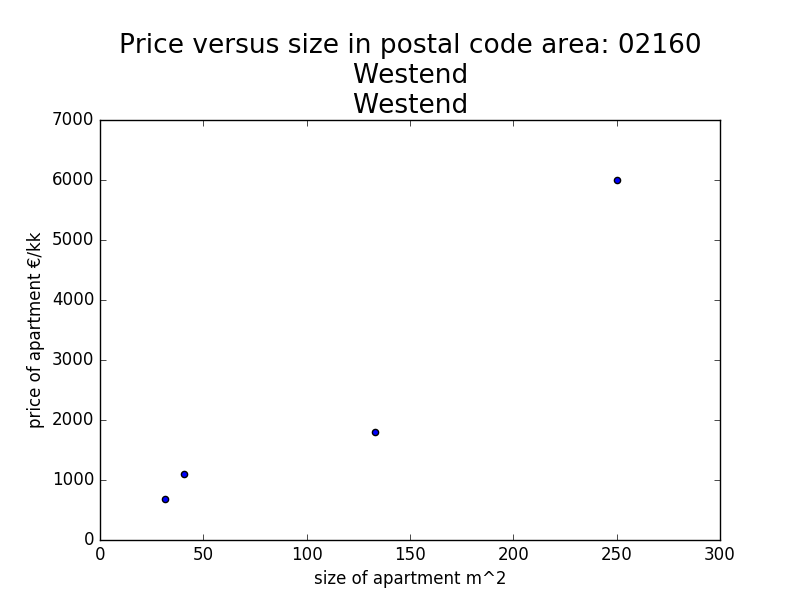 Price versus size in postal code area: 02160
Westend
Westend
7000
6000
5000
4000
3000
2000
1000
0
price of apartment €/kk
0 50 100 150 200 250 300
size of apartment m^2